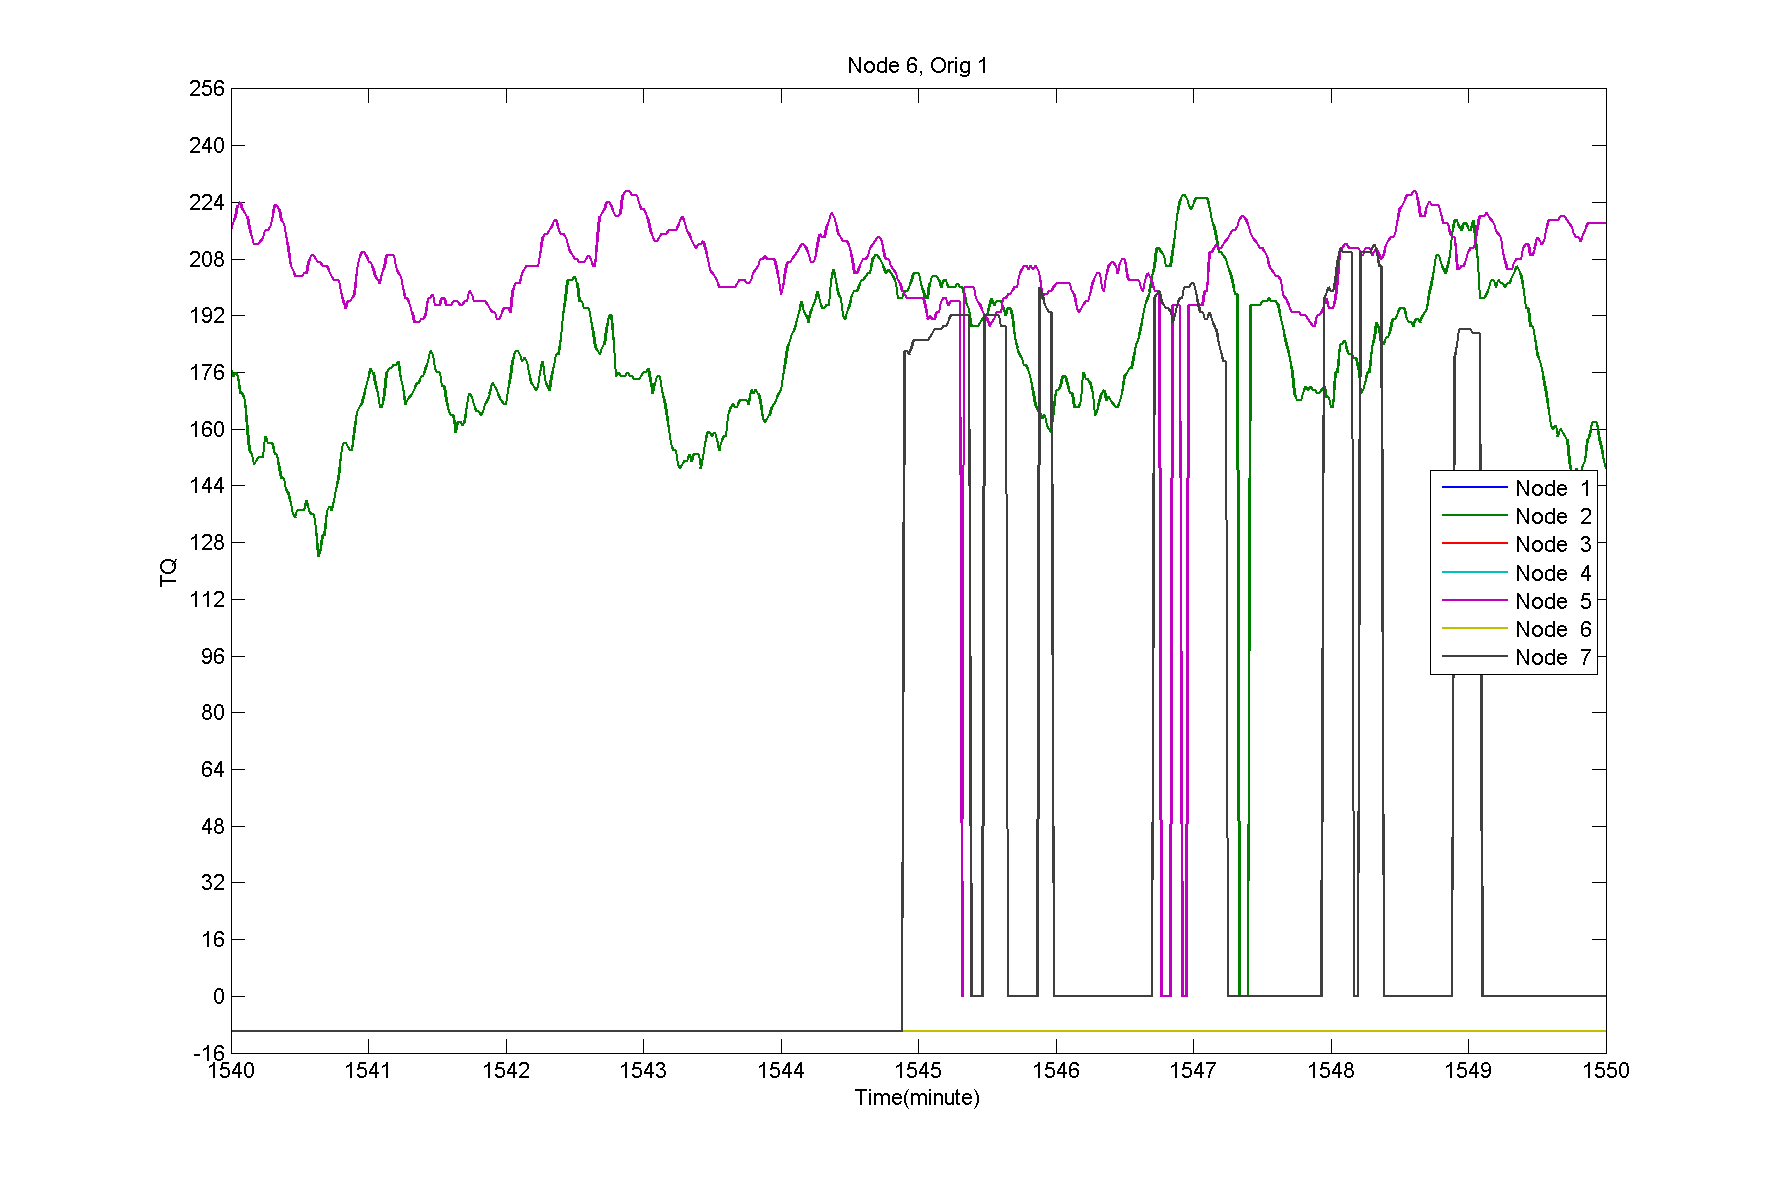 Node 6, Orig 1
256
240
224
208
192
176
160
144
128
112
96
80
64
48
32
16
0
-16
TQ
Node 1
Node 2
Node 3
Node 4
Node 5
Node 6
Node 7
1540 1541 1542 1543 1544 1545 1546 1547 1548 1549 1550
Time(minute)